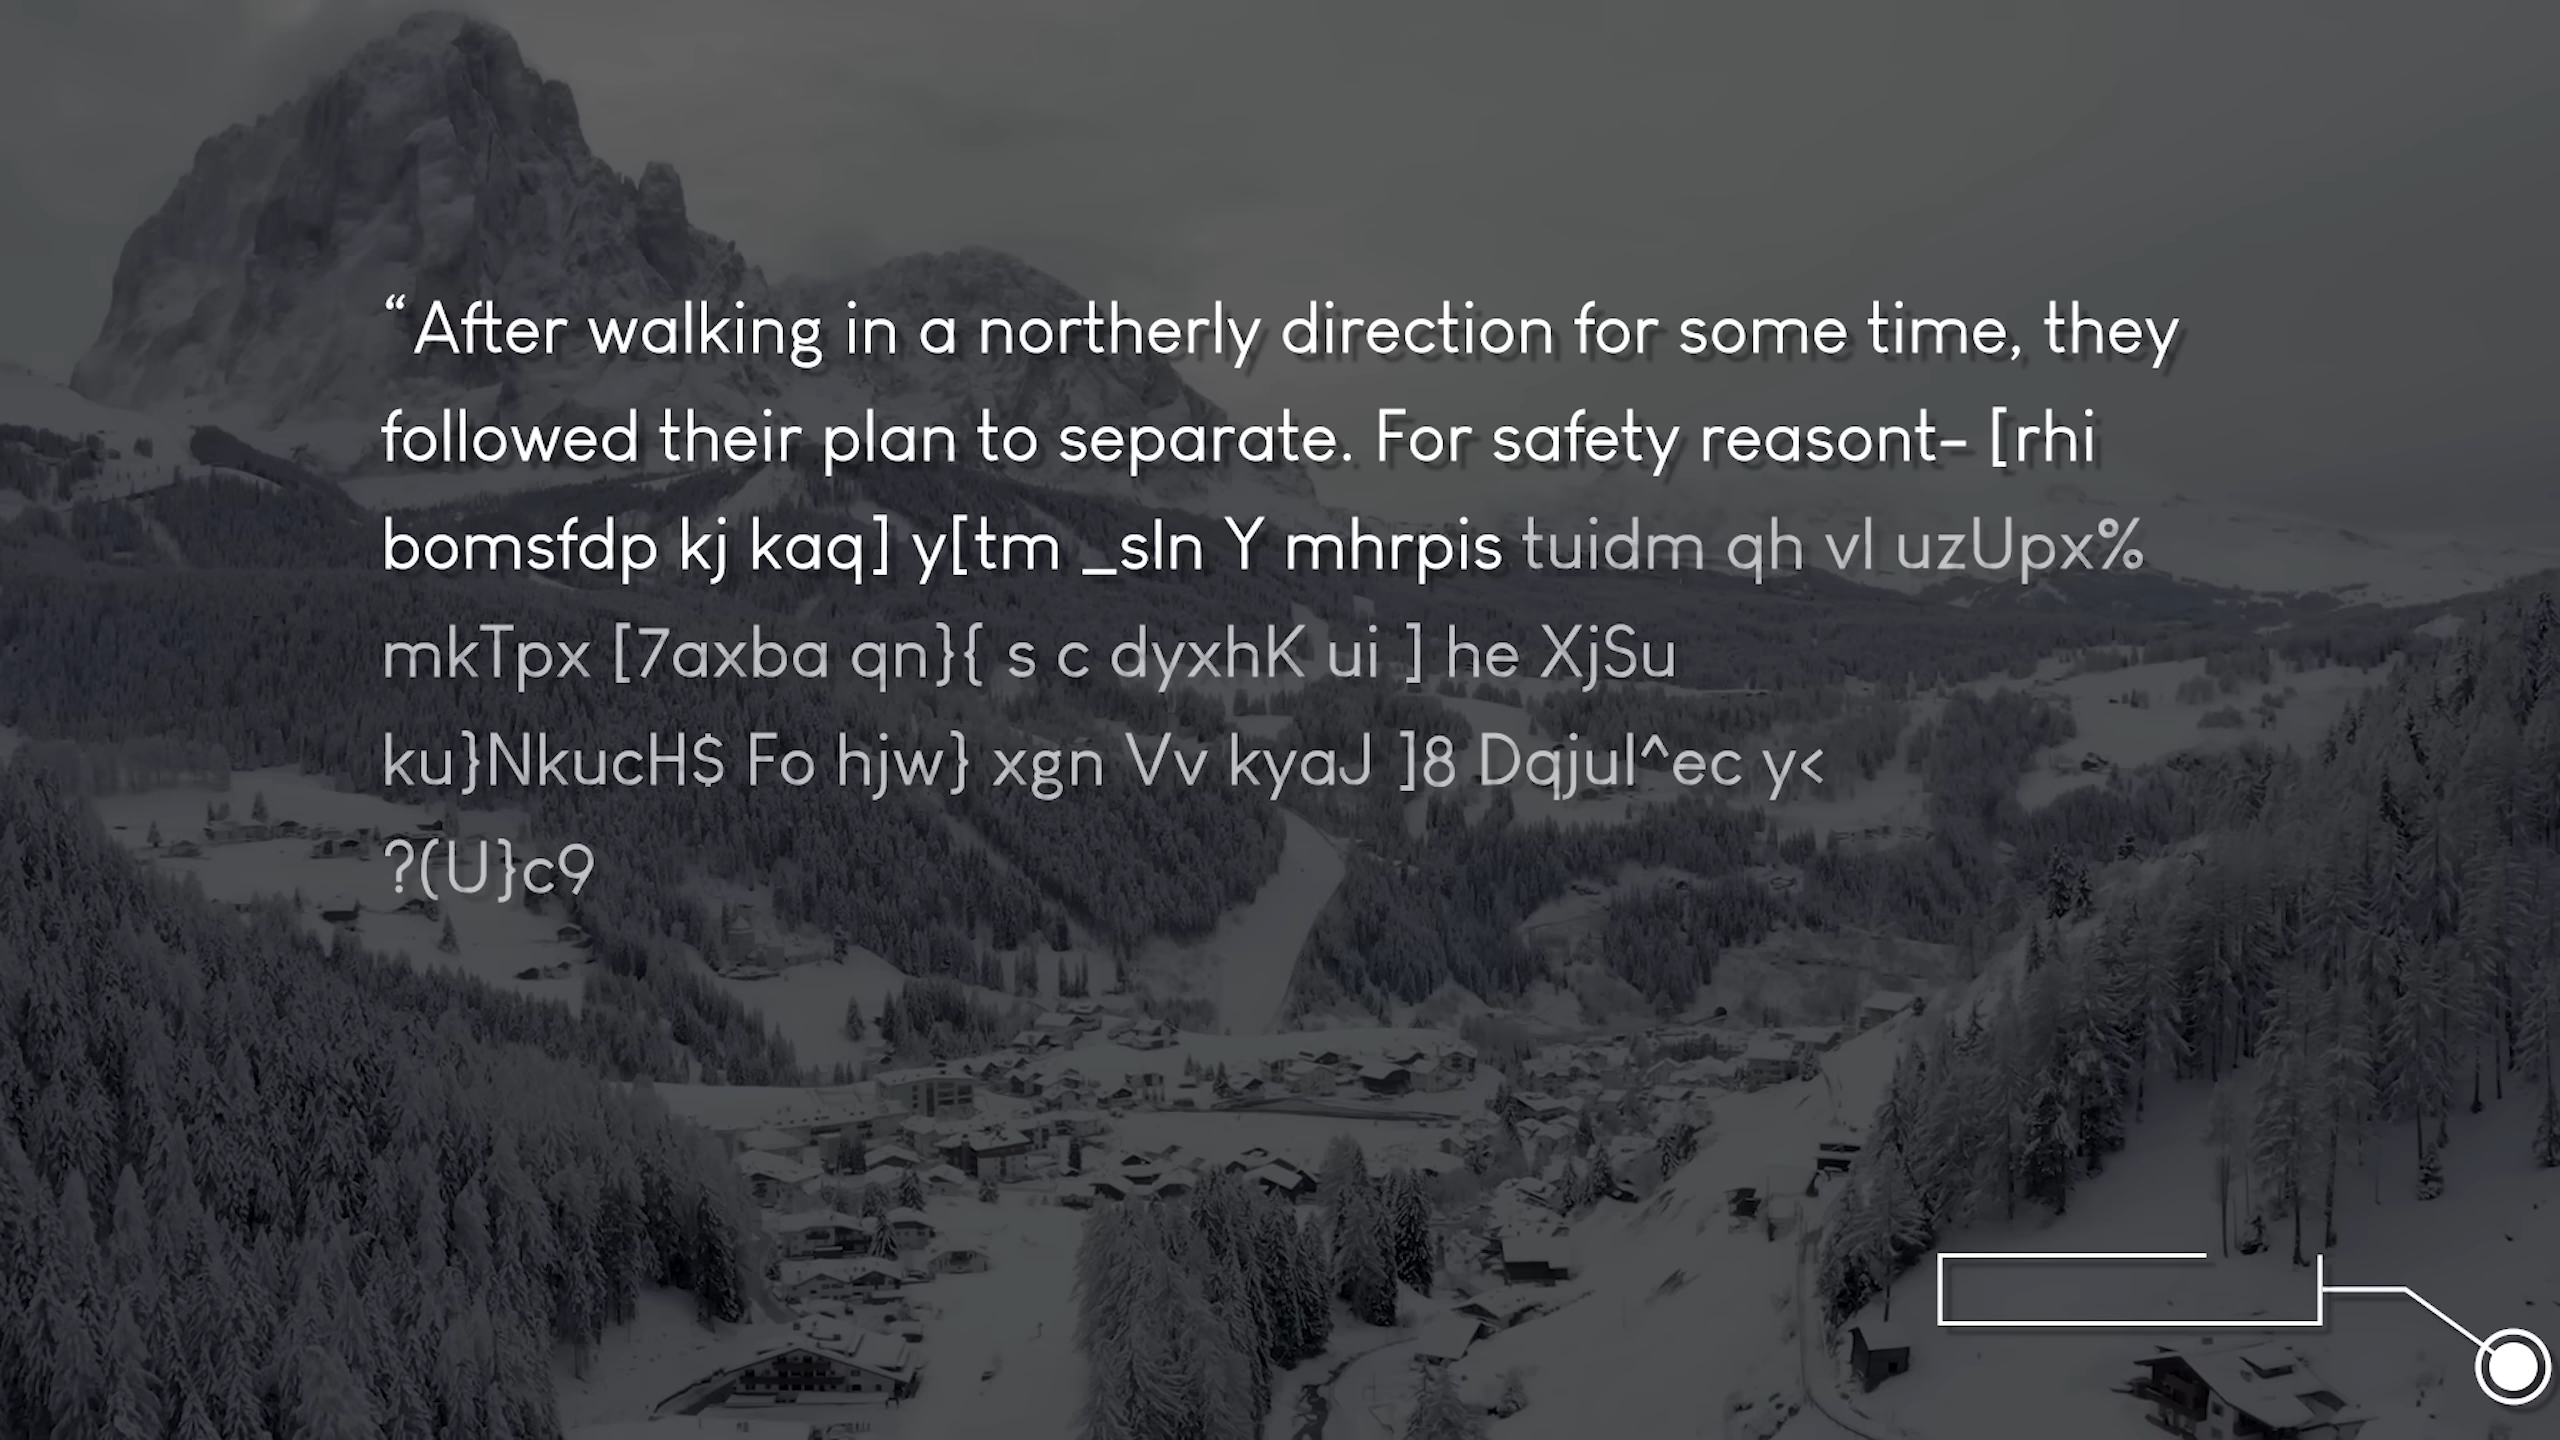 “After walking in a northerly direction for some time, they
followed their plan to separate. For safety reasont- [rhi
bomsfdp kj kaq] y[tm _sln Y mhrpis tuidm qh vl uzUpx%
mkTpx [7axba qn}{ s c dyxhK ui ] he XjSu
ku}NkucH$ Fo hjw} xgn Vv kyaJ ]8 Dqjul^ec y<
?(U}c9